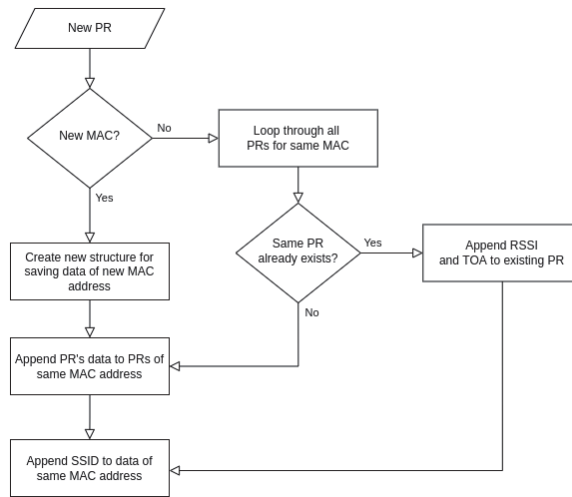 New PR
New MAC?
No
Loop through all
PRs for same MAC
Yes
Same PR
already exists?
Yes
Append RSSI
and TOA to existing PR
Create new structure for
saving data of new MAC
address
No
Append PR's data to PRs of
same MAC address
Append SSID to data of
same MAC address